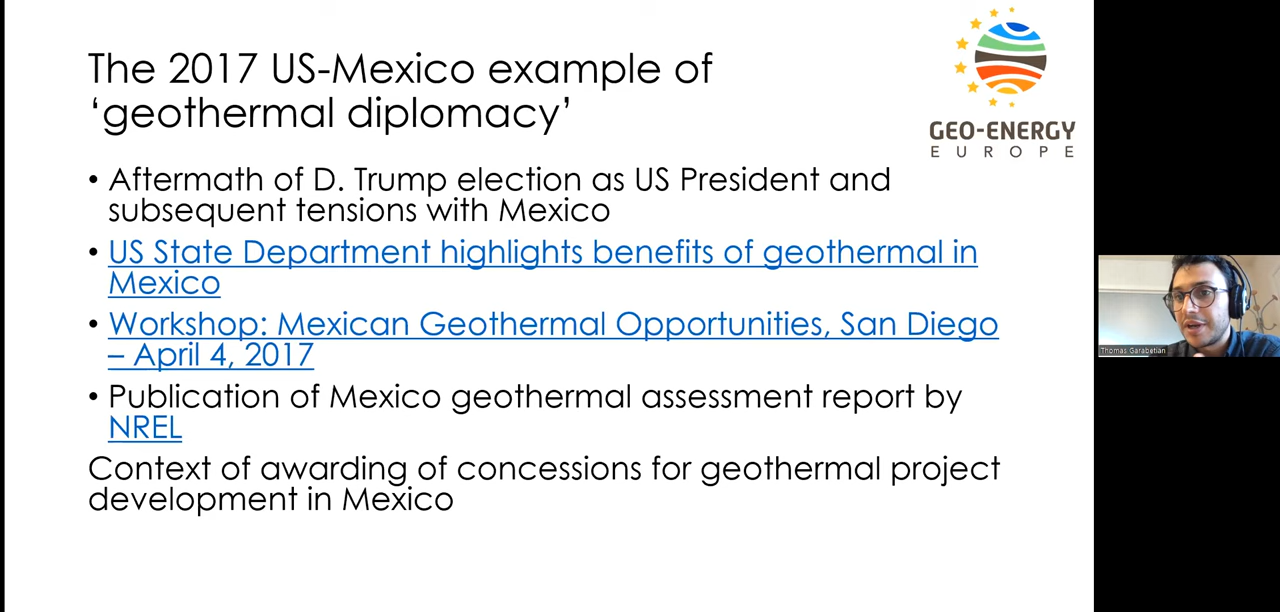 The 2017 US-Mexico example of
‘geothermal diplomacy’
GEO-ENERGY
EUROPE
• Aftermath of D. Trump election as US President and
subsequent tensions with Mexico
• US State Department highlights benefits of geothermal in
Mexico
• Workshop: Mexican Geothermal Opportunities, San Diego
– April 4, 2017
• Publication of Mexico geothermal assessment report by
NREL
Context of awarding of concessions for geothermal project
development in Mexico
Thomas Garabetian